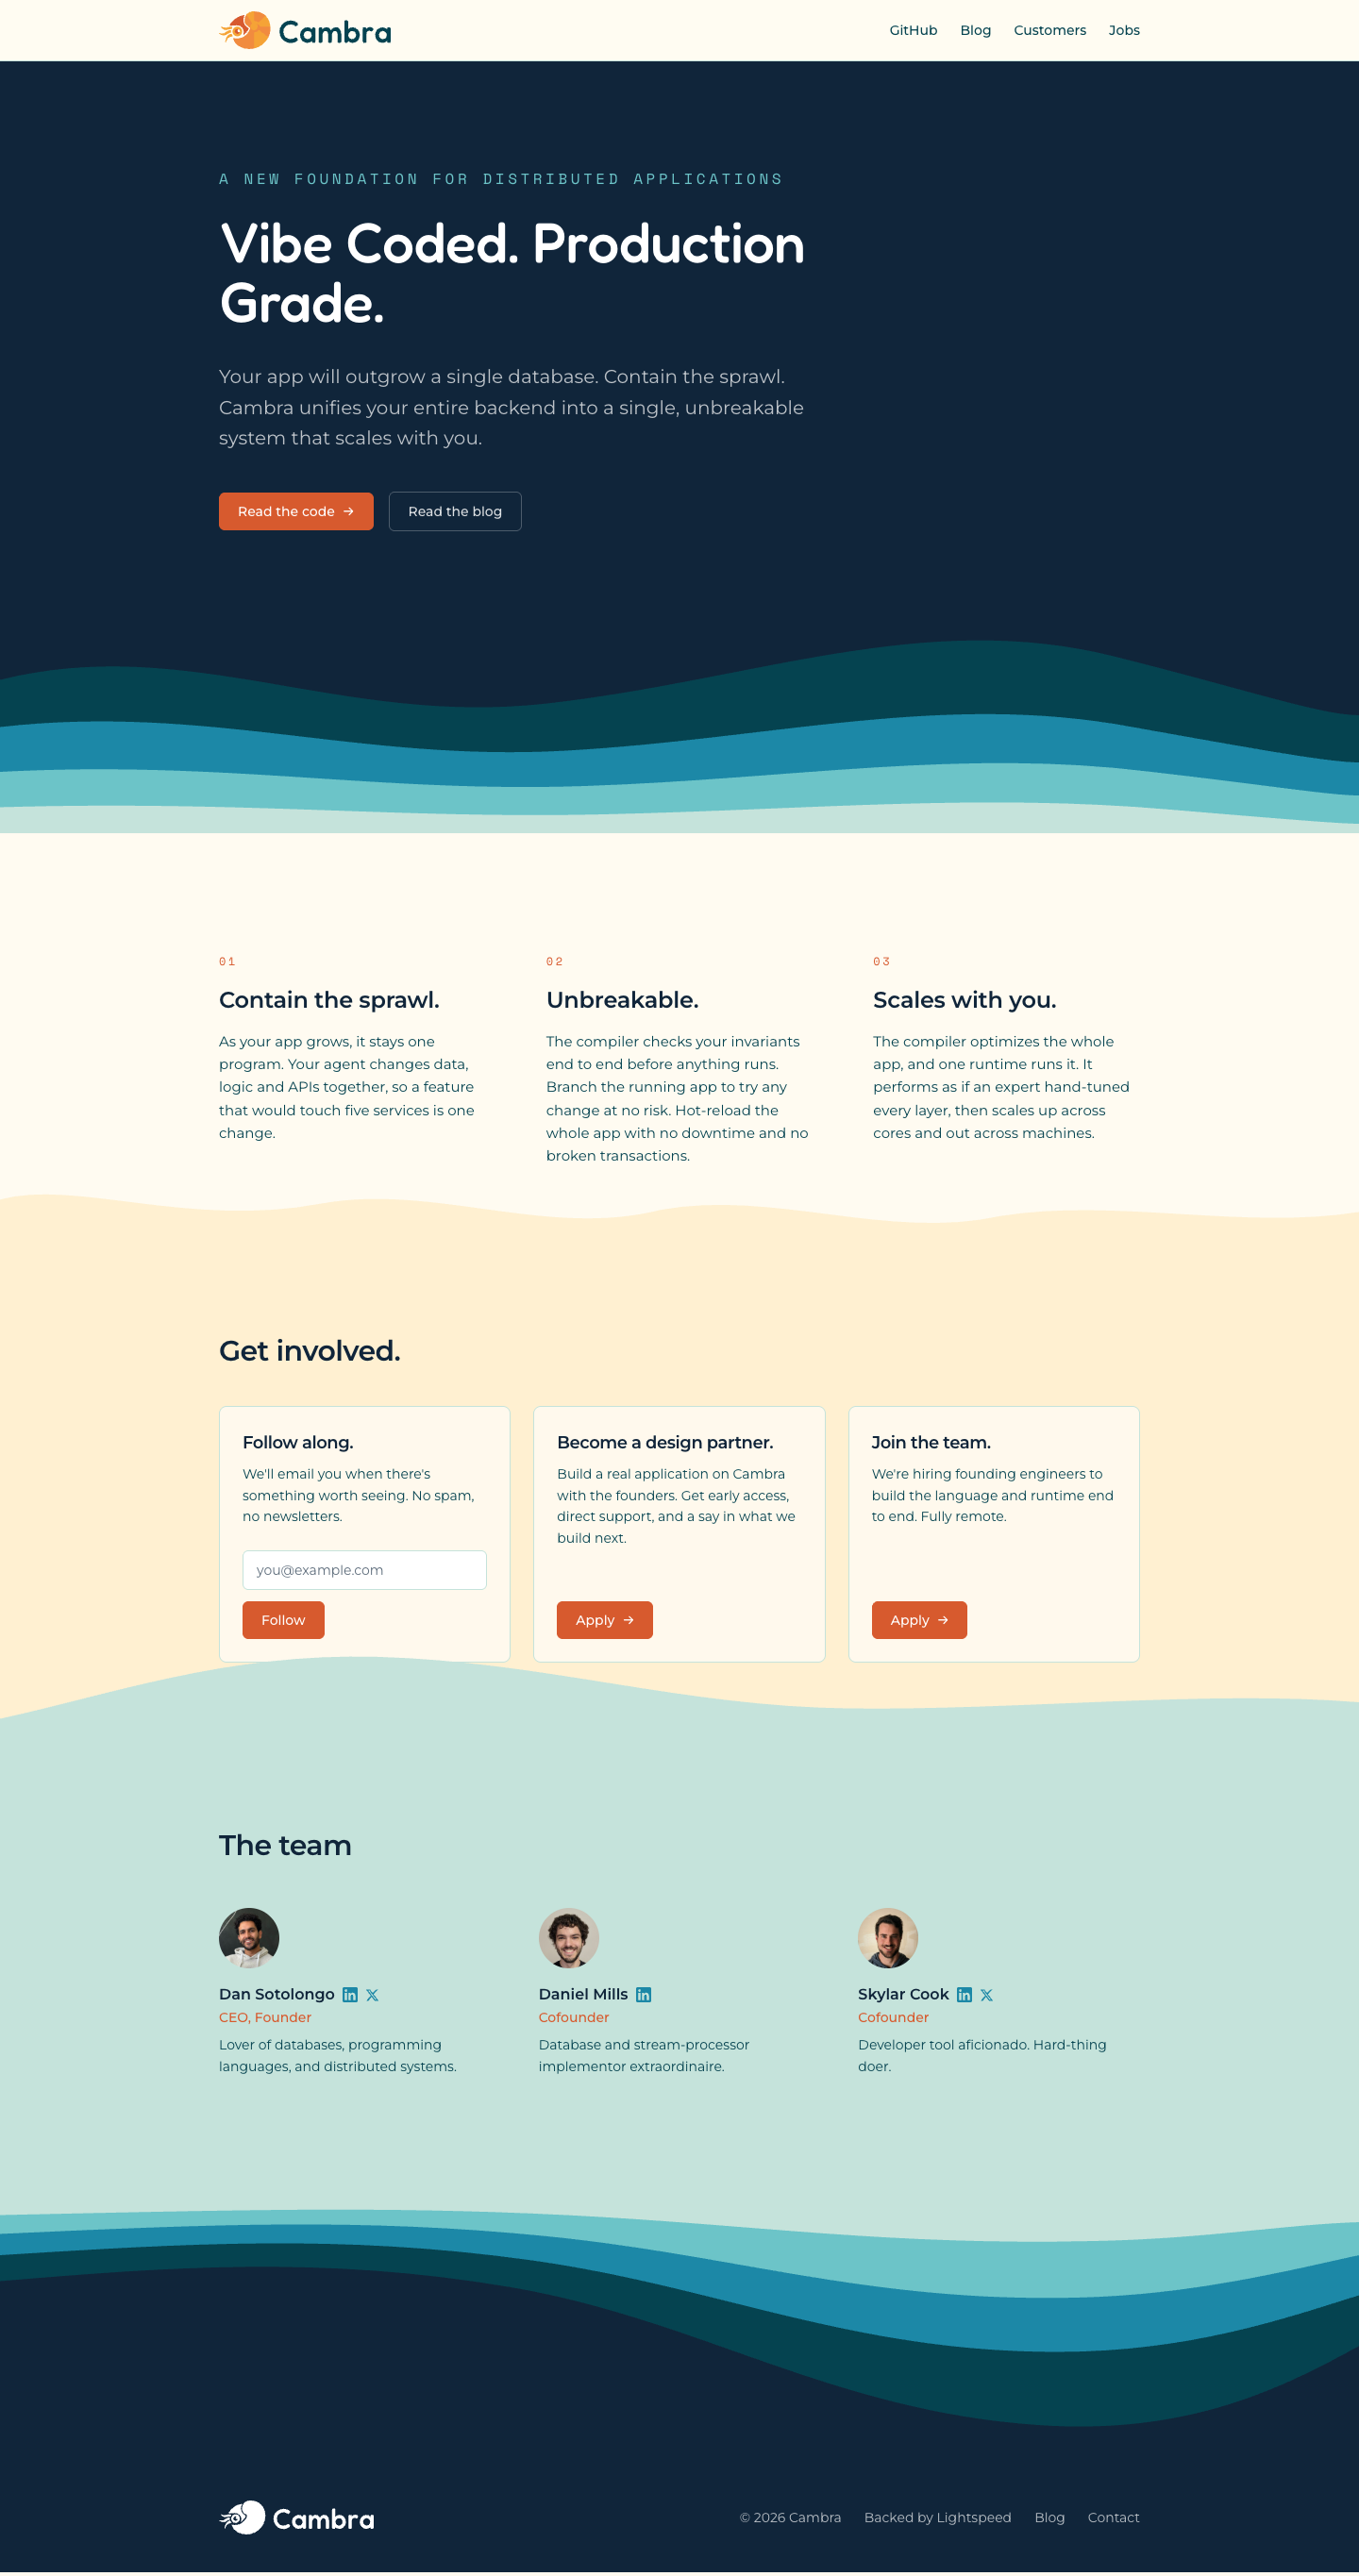 Cambra
GitHub Blog Customers Jobs
A NEW FOUNDATION FOR DISTRIBUTED APPLICATIONS
Vibe Coded. Production
Grade.
Your app will outgrow a single database. Contain the sprawl.
Cambra unifies your entire backend into a single, unbreakable
system that scales with you.
Read the code →
Read the blog
01
Contain the sprawl.
As your app grows, it stays one
program. Your agent changes data,
logic and APIs together, so a feature
that would touch five services is one
change.
02
Unbreakable.
The compiler checks your invariants
end to end before anything runs.
Branch the running app to try any
change at no risk. Hot-reload the
whole app with no downtime and no
broken transactions.
03
Scales with you.
The compiler optimizes the whole
app, and one runtime runs it. It
performs as if an expert hand-tuned
every layer, then scales up across
cores and out across machines.
Get involved.
Follow along.
We'll email you when there's
something worth seeing. No spam,
no newsletters.
you@example.com
Follow
Become a design partner.
Build a real application on Cambra
with the founders. Get early access,
direct support, and a say in what we
build next.
Apply →
Join the team.
We're hiring founding engineers to
build the language and runtime end
to end. Fully remote.
Apply →
The team
Dan Sotolongo in X
CEO, Founder
Lover of databases, programming
languages, and distributed systems.
Daniel Mills in
Cofounder
Database and stream-processor
implementor extraordinaire.
Skylar Cook in X
Cofounder
Developer tool aficionado. Hard-thing
doer.
Cambra
© 2026 Cambra Backed by Lightspeed Blog Contact